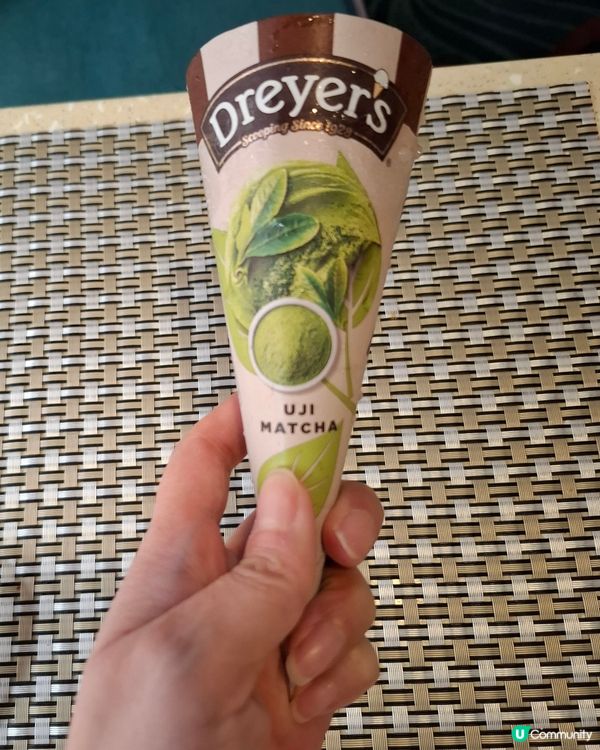 Dreyer's
Scooping Since 1928
®
UJI
MATCHA
U Community